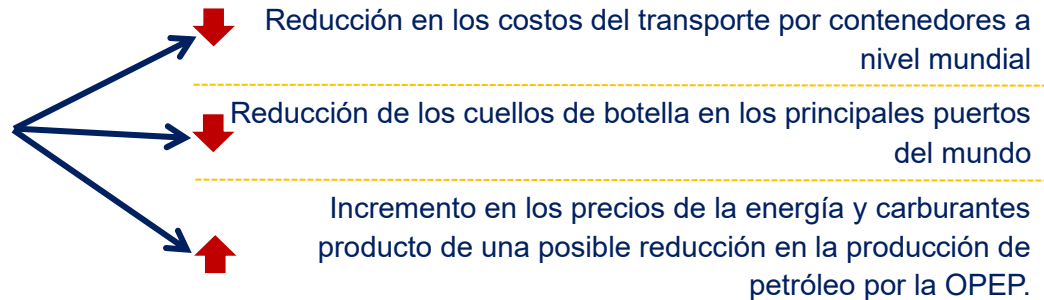 Reducción en los costos del transporte por contenedores a
nivel mundial
Reducción de los cuellos de botella en los principales puertos
del mundo
Incremento en los precios de la energía y carburantes
producto de una posible reducción en la producción de
petróleo por la OPEP.